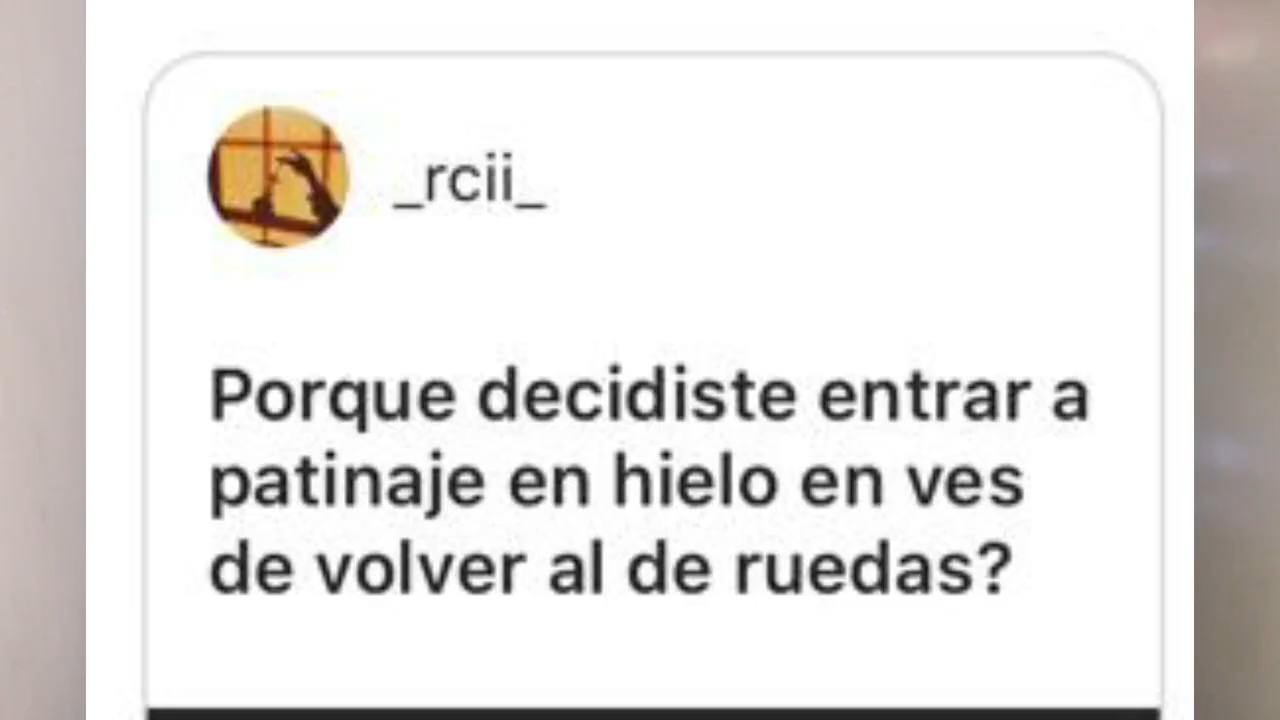 _rcii_
Porque decidiste entrar a
patinaje en hielo en ves
de volver al de ruedas?